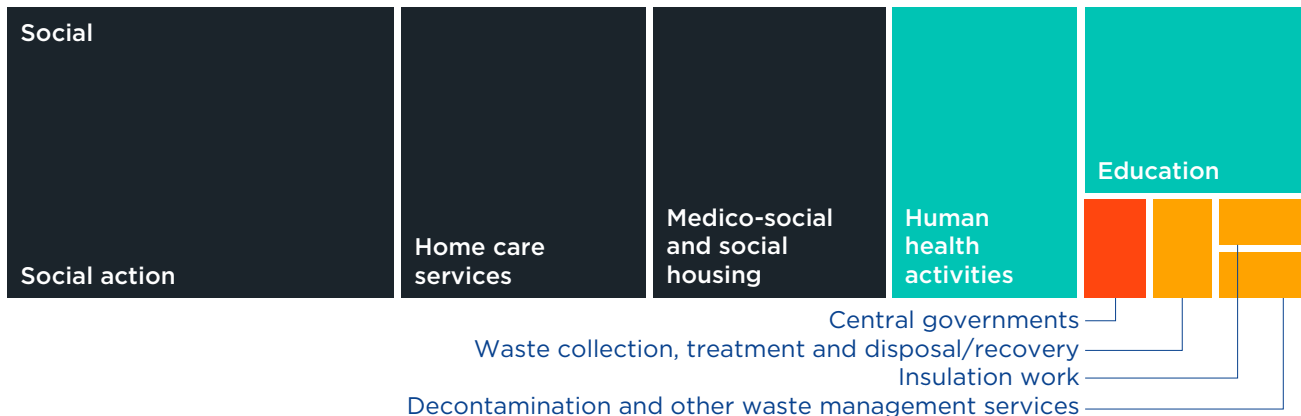 Social
Social action
Home care
services
Medico-social
and social
housing
Human
health
activities
Education
Central governments
Waste collection, treatment and disposal/recovery
Insulation work
Decontamination and other waste management services